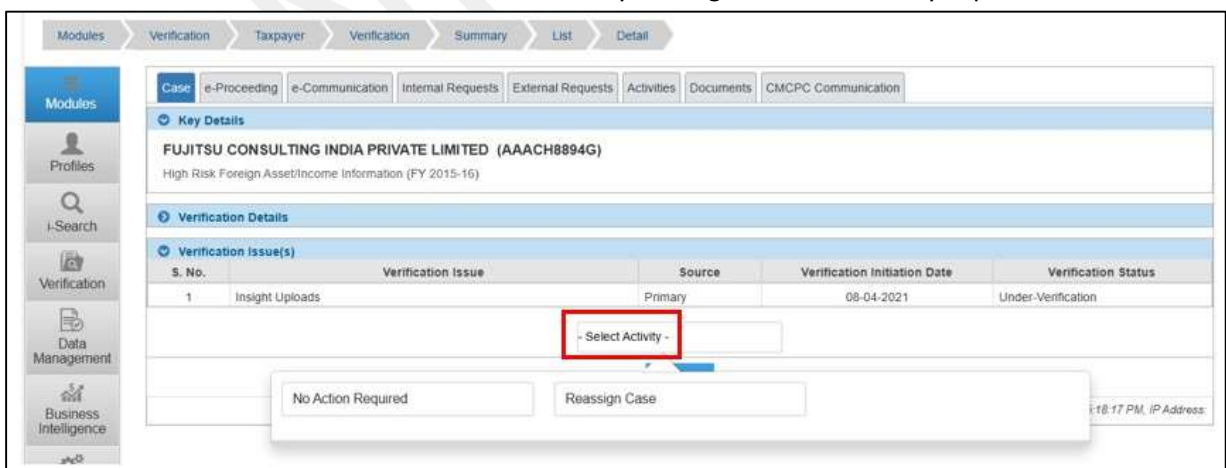 Modules Verification Taxpayer Verification Summary List Detail
Modules
Profiles
i-Search
Verification
Data
Management
Business
Intelligence
Case e-Proceeding e-Communication Internal Requests External Requests Activities Documents CMCPC Communication
Key Details
FUJITSU CONSULTING INDIA PRIVATE LIMITED (AAACH8894G)
High Risk Foreign Asset/Income Information (FY 2015-16)
Verification Details
Verification Issue(s)
S. No. Verification Issue Source Verification Initiation Date Verification Status
1 Insight Uploads Primary 08-04-2021 Under-Verification
- Select Activity -
No Action Required Reassign Case
:18:17 PM, IP Address: